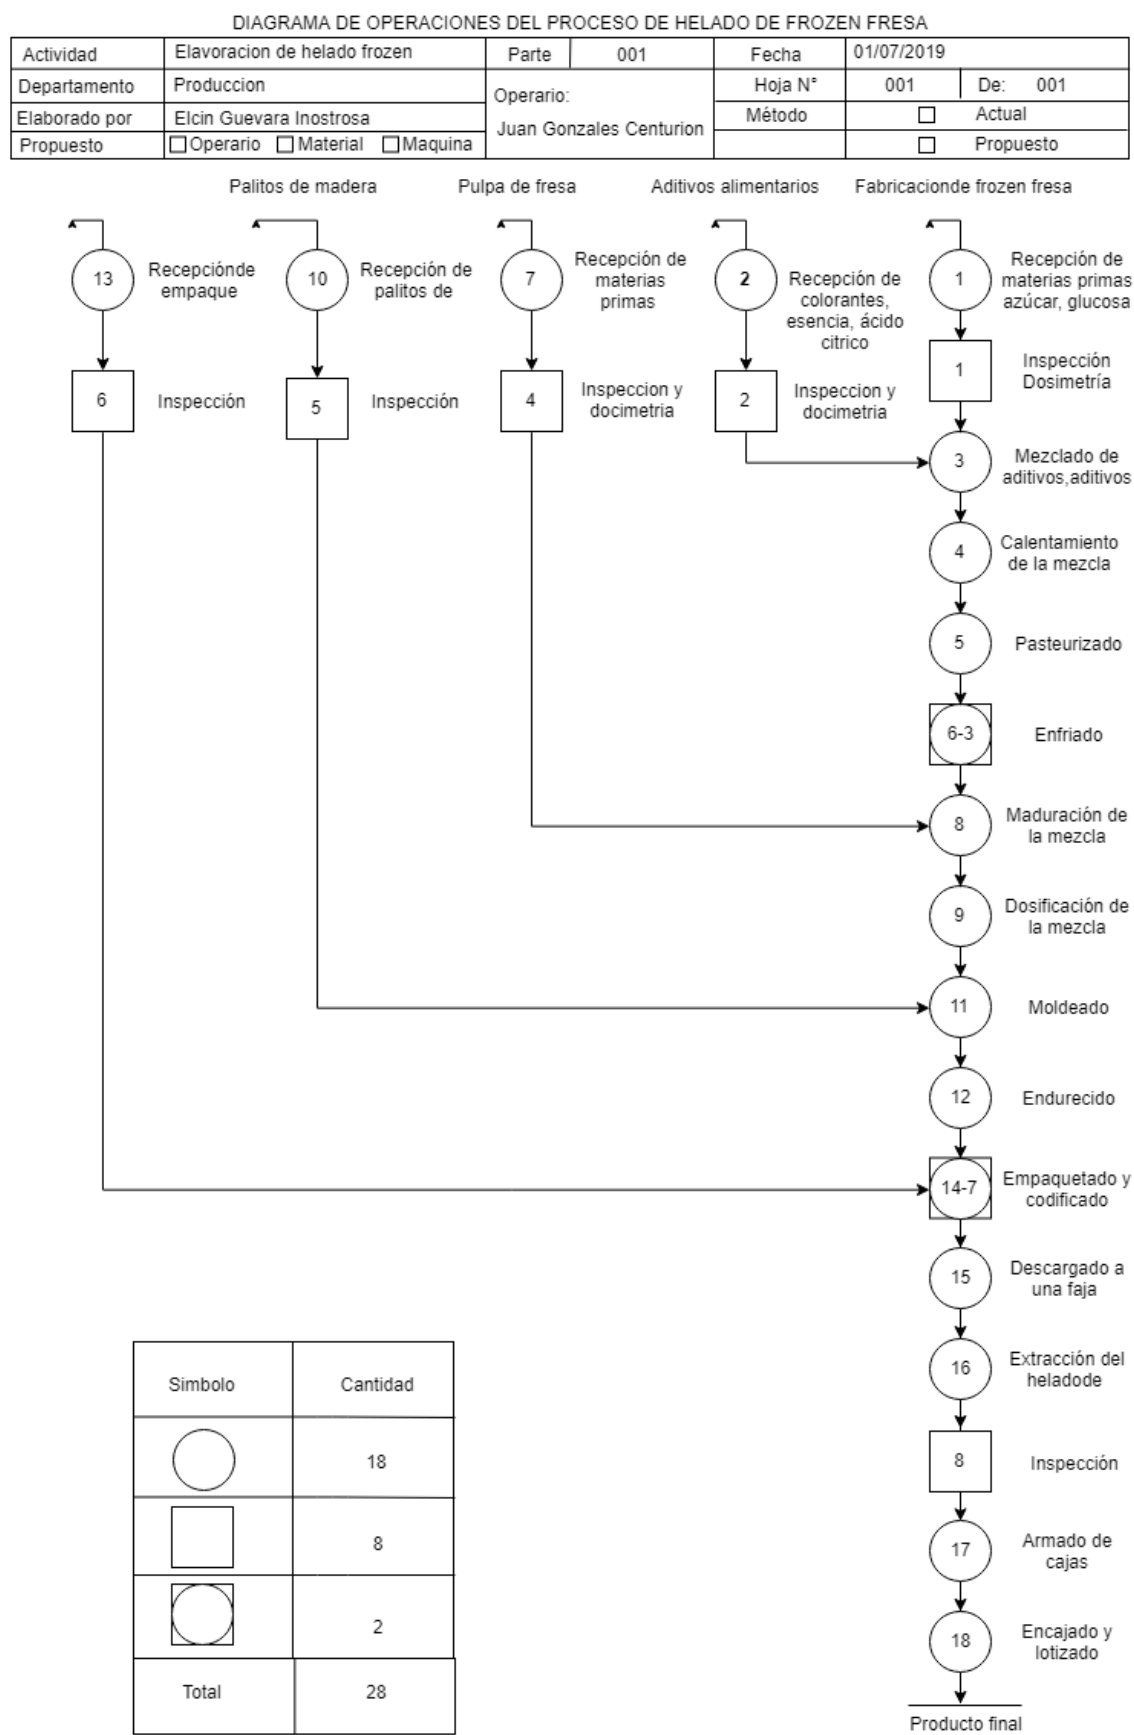 DIAGRAMA DE OPERACIONES DEL PROCESO DE HELADO DE FROZEN FRESA
Actividad Elavoracion de helado frozen Parte 001 Fecha 01/07/2019
Departamento Produccion Operario: Hoja N° 001 De: 001
Elaborado por Elcin Guevara Inostrosa Juan Gonzales Centurion Método Actual
Propuesto Operario Material Maquina Propuesto
Palitos de madera Pulpa de fresa Aditivos alimentarios Fabricacionde frozen fresa
13 Recepciónde
empaque
10 Recepción de
palitos de
7 Recepción de
materias
primas
2 Recepción de
colorantes,
esencia, ácido
citrico
1 Recepción de
materias primas
azúcar, glucosa
6 Inspección
5 Inspección
4 Inspeccion y
docimetria
2 Inspeccion y
docimetria
1 Inspección
Dosimetría
3 Mezclado de
aditivos,aditivos
4 Calentamiento
de la mezcla
5 Pasteurizado
6-3 Enfriado
8 Maduración de
la mezcla
9 Dosificación de
la mezcla
11 Moldeado
12 Endurecido
14-7 Empaquetado y
codificado
15 Descargado a
una faja
16 Extracción del
heladode
8 Inspección
17 Armado de
cajas
18 Encajado y
lotizado
Producto final
Simbolo Cantidad
18
8
2
Total 28